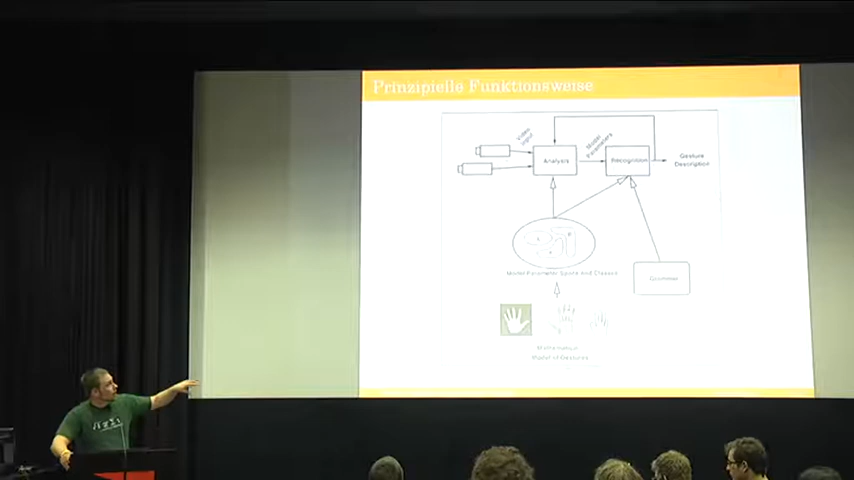 Prinzipielle Funktionsweise
Video
Input
Model
Parameters
Analysis
Recognition
Gesture
Description
Model Parameter Space And Classes
Grammar
Mathematical
Model of Gestures